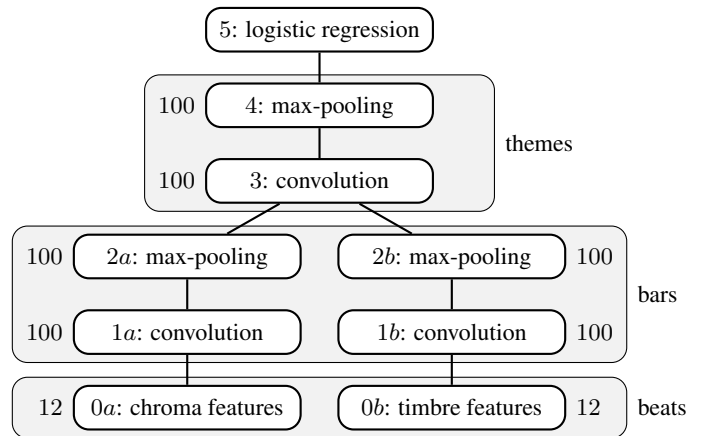 5: logistic regression
100 4: max-pooling
themes
100 3: convolution
100 2a: max-pooling 2b: max-pooling 100
bars
100 1a: convolution 1b: convolution 100
12 0a: chroma features 0b: timbre features 12 beats